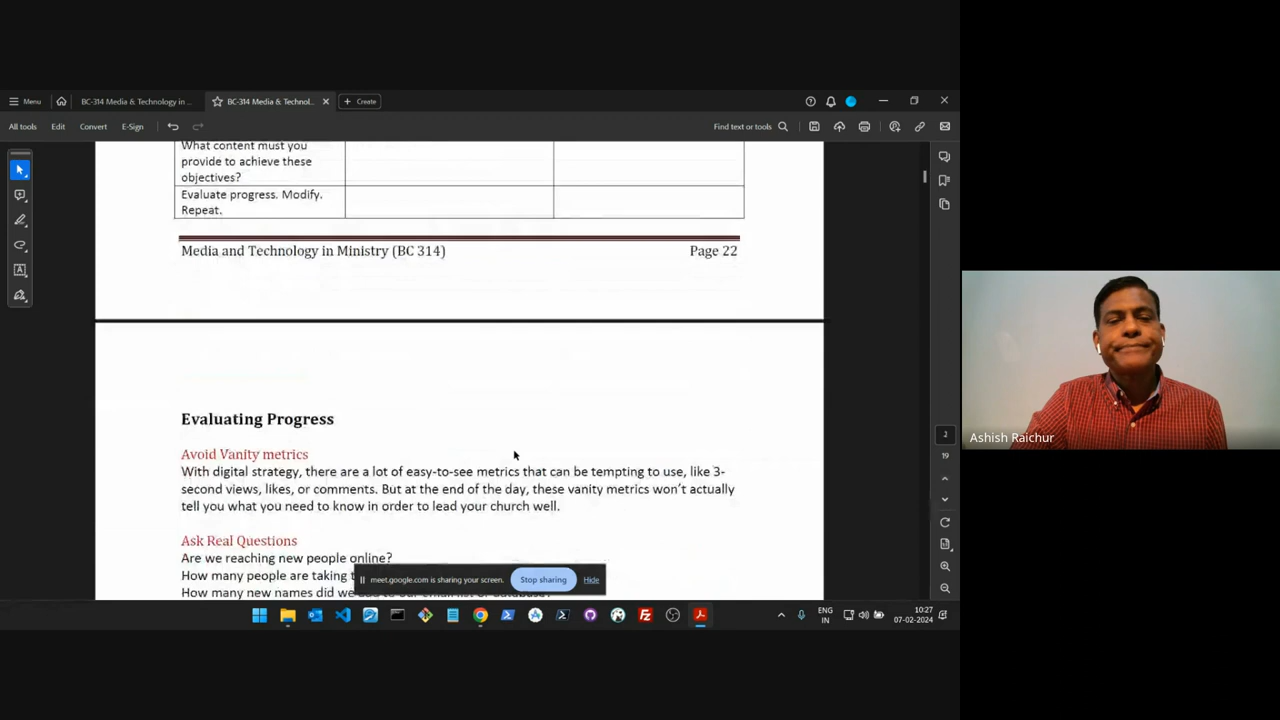 Menu
BC-314 Media & Technology in ...
BC-314 Media & Technol...
Create
All tools
Edit
Convert
E-Sign
Find text or tools
What content must you
provide to achieve these
objectives?
Evaluate progress. Modify.
Repeat.
Media and Technology in Ministry (BC 314)
Page 22
Evaluating Progress
Avoid Vanity metrics
With digital strategy, there are a lot of easy-to-see metrics that can be tempting to use, like 3-
second views, likes, or comments. But at the end of the day, these vanity metrics won't actually
tell you what you need to know in order to lead your church well.
Ask Real Questions
Are we reaching new people online?
How many people are taking
How many new names did we
meet.google.com is sharing your screen.
Stop sharing
Hide
2
19
ENG
IN
10:27
07-02-2024
Ashish Raichur